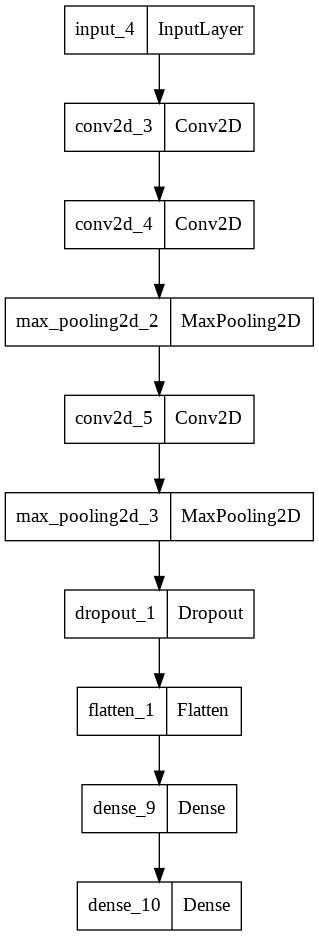 input_4 InputLayer
conv2d_3 Conv2D
conv2d_4 Conv2D
max_pooling2d_2 MaxPooling2D
conv2d_5 Conv2D
max_pooling2d_3 MaxPooling2D
dropout_1 Dropout
flatten_1 Flatten
dense_9 Dense
dense_10 Dense